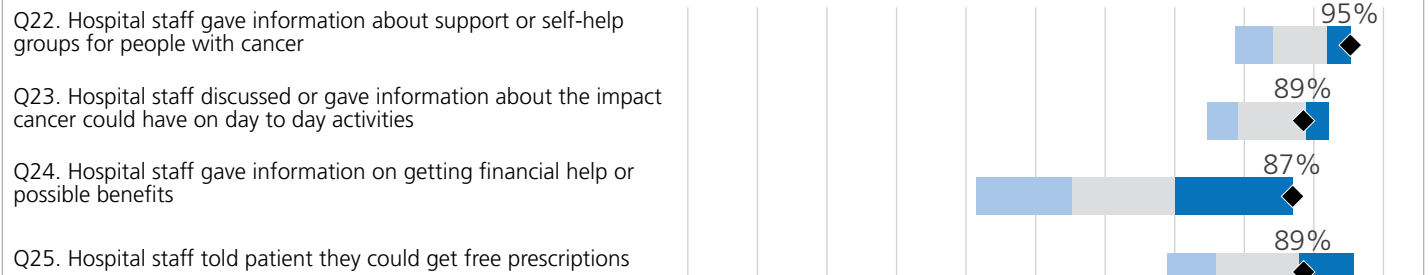 95%
Q22. Hospital staff gave information about support or self-help
groups for people with cancer
89%
Q23. Hospital staff discussed or gave information about the impact
cancer could have on day to day activities
87%
Q24. Hospital staff gave information on getting financial help or
possible benefits
89%
Q25. Hospital staff told patient they could get free prescriptions